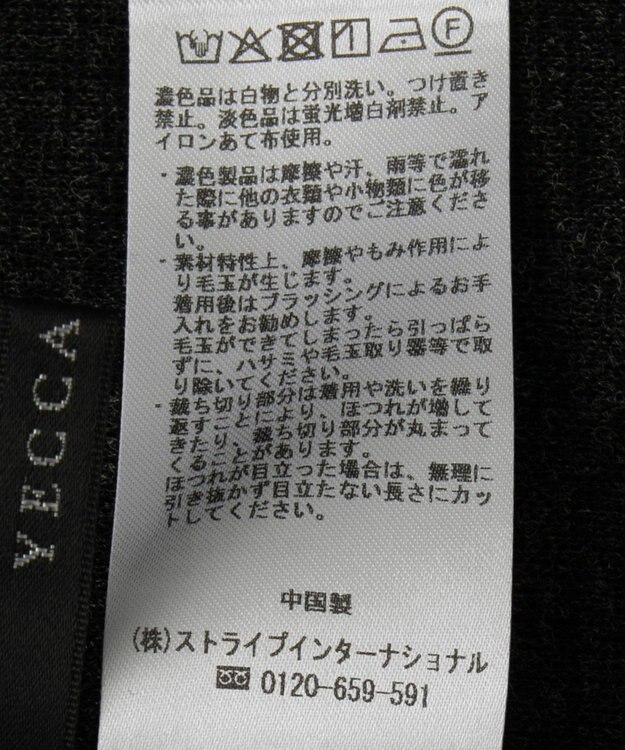 F
濃色品は白物と分別洗い。つけ置き
禁止。淡色品は蛍光増白剤禁止。ア
イロンあて布使用。
・濃色製品は摩擦や汗、雨等で濡れ
た際に他の衣類や小物類に色が移
る事がありますのでご注意くださ
い。
・素材特性上、摩擦やもみ作用によ
り毛玉が生じます。
着用後はブラッシングによるお手
入れをお勧めします。
毛玉ができてしまったら引っぱら
ずに、ハサミや毛玉取り器等で取
り除いてください。
・裁ち切り部分は着用や洗いを繰り
返すことにより、ほつれが増して
きたり、裁ち切り部分が丸まって
くることがあります。
ほつれが目立った場合は、無理に
引き抜かず目立たない長さにカッ
トしてください。
中国製
(株)ストライプインターナショナル
0120-659-591
YECCA